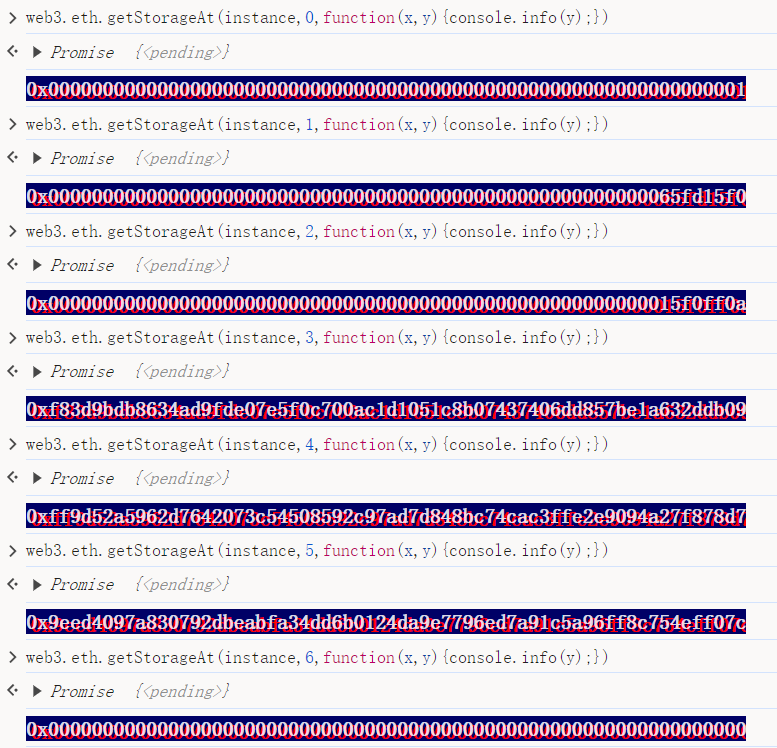 web3.eth.getStorageAt(instance,0,function(x,y){console.info(y);})
Promise {<pending>}
0x0000000000000000000000000000000000000000000000000000000000000001
web3.eth.getStorageAt(instance,1,function(x,y){console.info(y);})
Promise {<pending>}
0x0000000000000000000000000000000000000000000000000000000065fd15f0
web3.eth.getStorageAt(instance,2,function(x,y){console.info(y);})
Promise {<pending>}
0x0000000000000000000000000000000000000000000000000000000015f0ff0a
web3.eth.getStorageAt(instance,3,function(x,y){console.info(y);})
Promise {<pending>}
0xf83d9bdb8634ad9fde07e5f0c700ac1d1051c8b07437406dd857be1a632ddb09
web3.eth.getStorageAt(instance,4,function(x,y){console.info(y);})
Promise {<pending>}
0xff9d52a5962d7642073c54508592c97ad7d848bc74cac3ffe2e9094a27f878d7
web3.eth.getStorageAt(instance,5,function(x,y){console.info(y);})
Promise {<pending>}
0x9eed4097a830792dbeabfa34dd6b0124da9e7796ed7a91c5a96ff8c754eff07c
web3.eth.getStorageAt(instance,6,function(x,y){console.info(y);})
Promise {<pending>}
0x0000000000000000000000000000000000000000000000000000000000000000